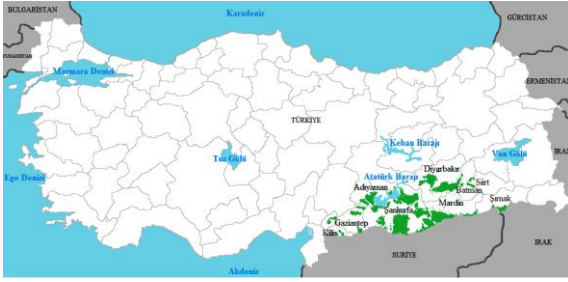 BULGARİSTAN
Karadeniz
GÜRCİSTAN
Marmara Denizi
ERMENİSTAN
TÜRKİYE
Keban Barajı
Van Gölü
İRAN
Ege Denizi
Tuz Gölü
Atatürk Barajı
Diyarbakır
Adıyaman
Siirt
Batman
Gaziantep
Şanlıurfa
Mardin
Şırnak
Kilis
Akdeniz
SURİYE
IRAK